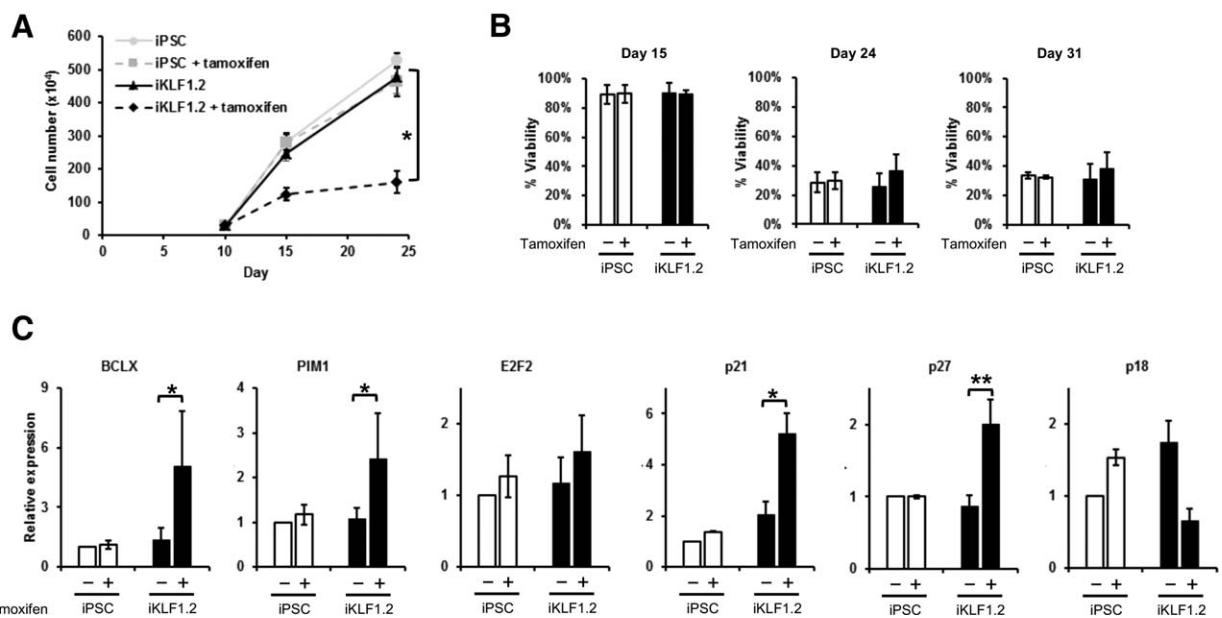 A
600
500
400
300
200
100
0
Cell number (x10⁴)
0 5 10 15 20 25
Day
iPSC
iPSC + tamoxifen
iKLF1.2
iKLF1.2 + tamoxifen
*
B
Day 15 Day 24 Day 31
100% 100% 100%
80% 80% 80%
60% 60% 60%
40% 40% 40%
20% 20% 20%
0% 0% 0%
% Viability % Viability % Viability
Tamoxifen − + − + Tamoxifen − + − + Tamoxifen − + − +
iPSC iKLF1.2 iPSC iKLF1.2 iPSC iKLF1.2
C
BCLX PIM1 E2F2 p21 p27 p18
Relative expression
9
6
3
0
*
4
3
2
1
0
*
2
1
0
6
4
2
0
*
2
1
0
**
2
1
0
amoxifen − + − + − + − + − + − + − + − + − + − + − + − +
iPSC iKLF1.2 iPSC iKLF1.2 iPSC iKLF1.2 iPSC iKLF1.2 iPSC iKLF1.2 iPSC iKLF1.2